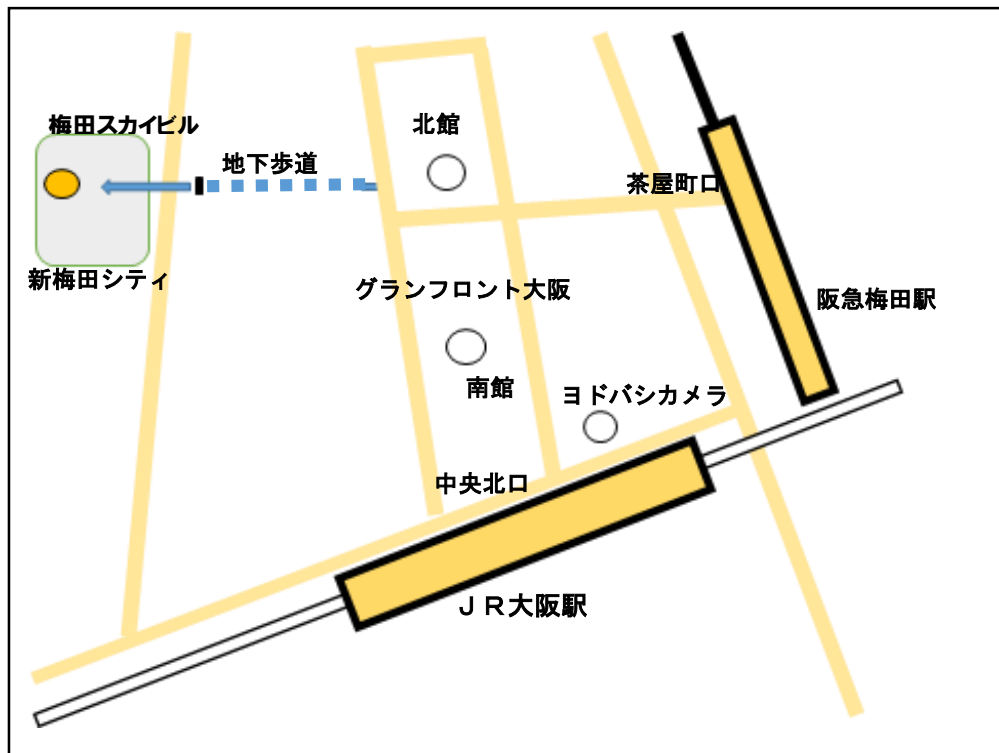 梅田スカイビル
北館
地下歩道
茶屋町口
新梅田シティ
グランフロント大阪
阪急梅田駅
南館
ヨドバシカメラ
中央北口
ＪＲ大阪駅